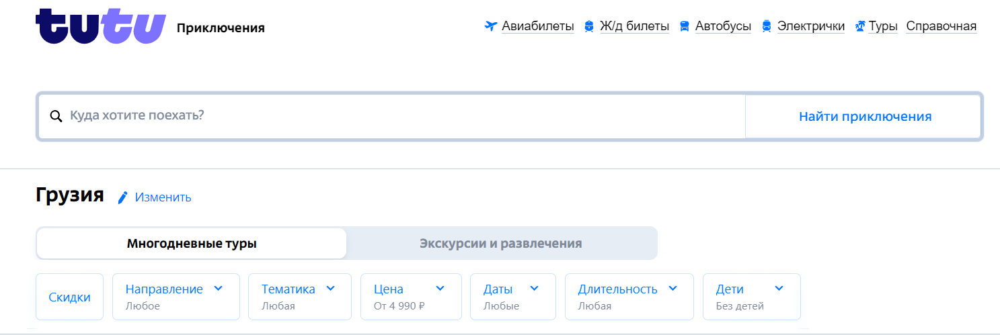 tutu Приключения
Авиабилеты Ж/д билеты Автобусы Электрички Туры Справочная
Куда хотите поехать? Найти приключения
Грузия Изменить
Многодневные туры Экскурсии и развлечения
Скидки
Направление
Любое
Тематика
Любая
Цена
От 4 990 ₽
Даты
Любые
Длительность
Любая
Дети
Без детей